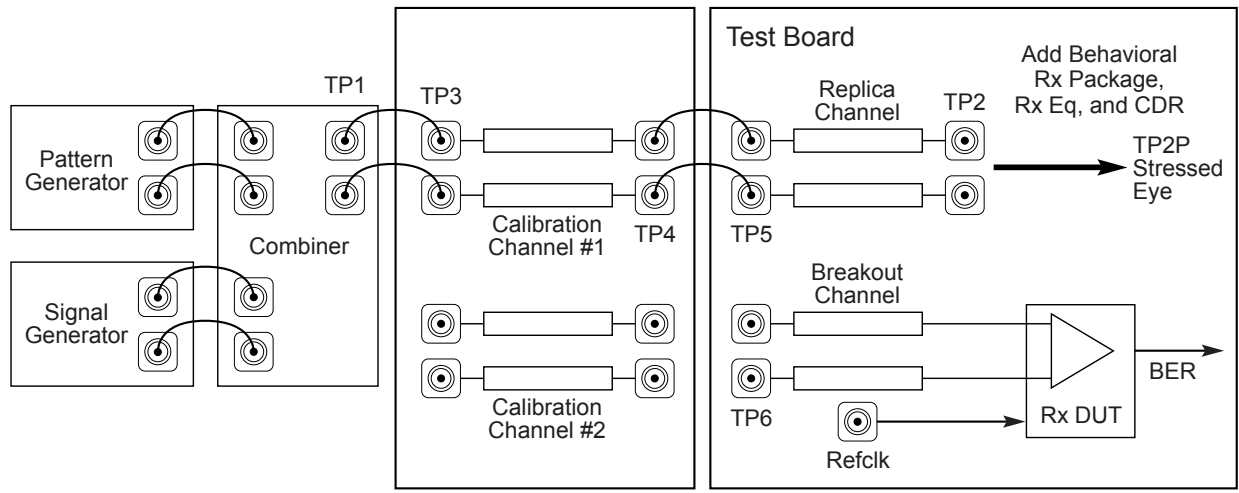 Test Board
Add Behavioral
Rx Package,
Rx Eq, and CDR
TP1
TP3
Replica
Channel
TP2
Pattern
Generator
TP2P
Stressed
Eye
Combiner
Calibration
Channel #1
TP4
TP5
Signal
Generator
Breakout
Channel
BER
Calibration
Channel #2
TP6
Rx DUT
Refclk